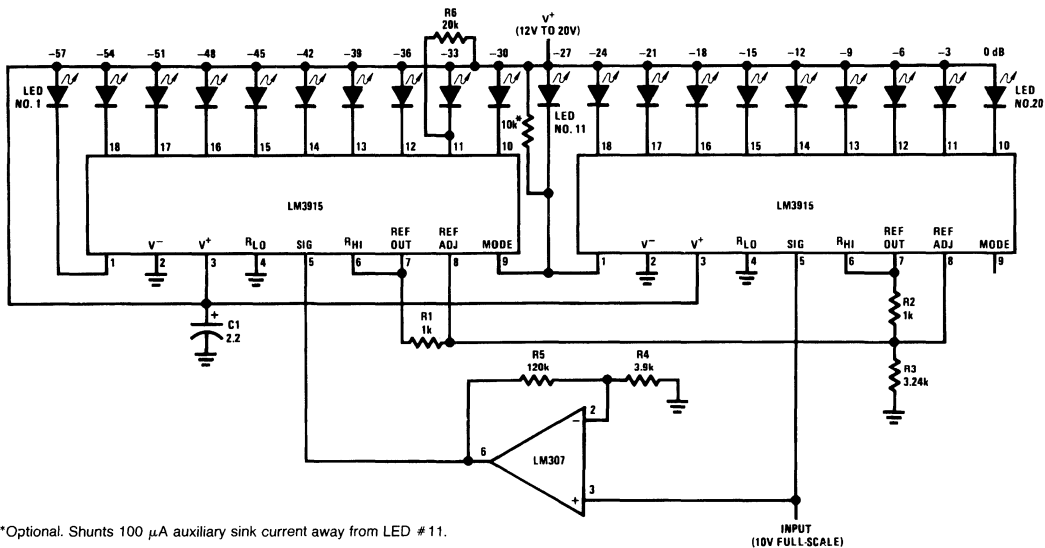 R6
20k
V+
(12V TO 20V)
−57 −54 −51 −48 −45 −42 −39 −36 −33 −30 −27 −24 −21 −18 −15 −12 −9 −6 −3 0 dB
LED
NO. 1
10k*
LED
NO. 11
LED
NO.20
18 17 16 15 14 13 12 11 10 18 17 16 15 14 13 12 11 10
LM3915 LM3915
V− V+ RLO SIG RHI REF OUT REF ADJ MODE V− V+ RLO SIG RHI REF OUT REF ADJ MODE
1 2 3 4 5 6 7 8 9 1 2 3 4 5 6 7 8 9
+
C1
2.2
R1
1k
R2
1k
R3
3.24k
R5
120k
R4
3.9k
2
−
6
LM307
3
+
INPUT
(10V FULL-SCALE)
*Optional. Shunts 100 μA auxiliary sink current away from LED #11.